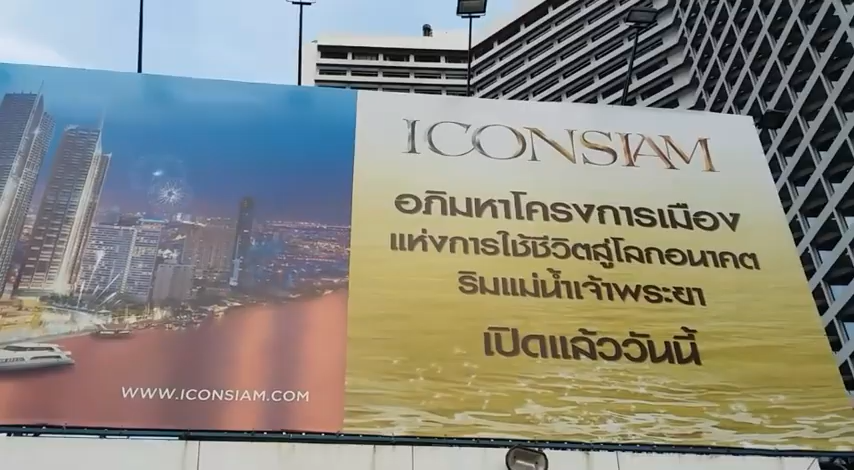 ICONSIAM
อภิมหาโครงการเมือง
แห่งการใช้ชีวิตสู่โลกอนาคต
ริมแม่น้ำเจ้าพระยา
เปิดแล้ววันนี้
WWW.ICONSIAM.COM